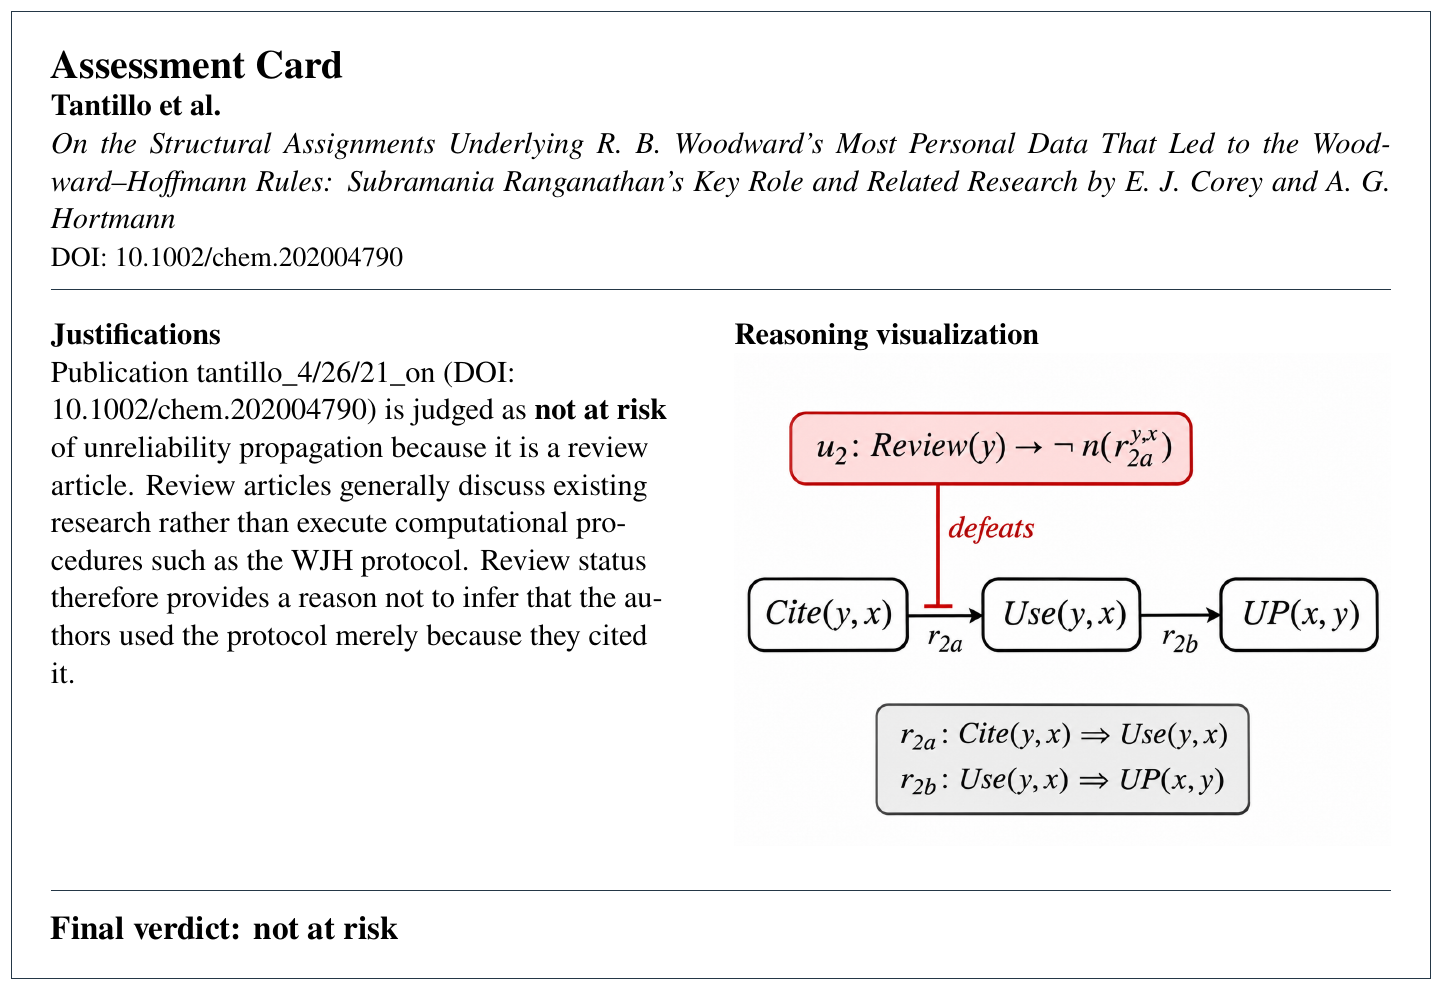 Assessment Card
Tantillo et al.
On the Structural Assignments Underlying R. B. Woodward's Most Personal Data That Led to the Wood-
ward–Hoffmann Rules: Subramania Ranganathan's Key Role and Related Research by E. J. Corey and A. G.
Hortmann
DOI: 10.1002/chem.202004790
Justifications
Publication tantillo_4/26/21_on (DOI:
10.1002/chem.202004790) is judged as not at risk
of unreliability propagation because it is a review
article. Review articles generally discuss existing
research rather than execute computational pro-
cedures such as the WJH protocol. Review status
therefore provides a reason not to infer that the au-
thors used the protocol merely because they cited
it.
Reasoning visualization
u₂: Review(y) → ¬ n(r₂ₐ^{y,x})
defeats
Cite(y, x)
r₂ₐ
Use(y, x)
r_{2b}
UP(x, y)
r₂ₐ: Cite(y, x) ⇒ Use(y, x)
r_{2b}: Use(y, x) ⇒ UP(x, y)
Final verdict: not at risk